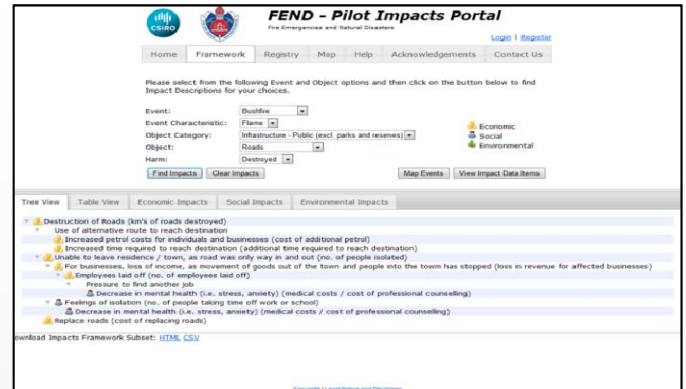 CSIRO
FEND – Pilot Impacts Portal
Fire Emergencies and Natural Disasters
Login | Register
Home Framework Registry Map Help Acknowledgements Contact Us
Please select from the following Event and Object options and then click on the button below to find
Impact Descriptions for your choices.
Event: Bushfire
Event Characteristic: Flame
Object Category: Infrastructure - Public (excl. parks and reserves)
Object: Roads
Harm: Destroyed
Economic
Social
Environmental
Find Impacts Clear Impacts Map Events View Impact Data Items
Tree View Table View Economic Impacts Social Impacts Environmental Impacts
Destruction of Roads (km's of roads destroyed)
Use of alternative route to reach destination
Increased petrol costs for individuals and businesses (cost of additional petrol)
Increased time required to reach destination (additional time required to reach destination)
Unable to leave residence / town, as road was only way in and out (no. of people isolated)
For businesses, loss of income, as movement of goods out of the town and people into the town has stopped (loss in revenue for affected businesses)
Employees laid off (no. of employees laid off)
Pressure to find another job
Decrease in mental health (i.e. stress, anxiety) (medical costs / cost of professional counselling)
Feelings of isolation (no. of people taking time off work or school)
Decrease in mental health (i.e. stress, anxiety) (medical costs / cost of professional counselling)
Replace roads (cost of replacing roads)
ownload Impacts Framework Subset: HTML CSV
Copyright | Legal Notice and Disclaimer